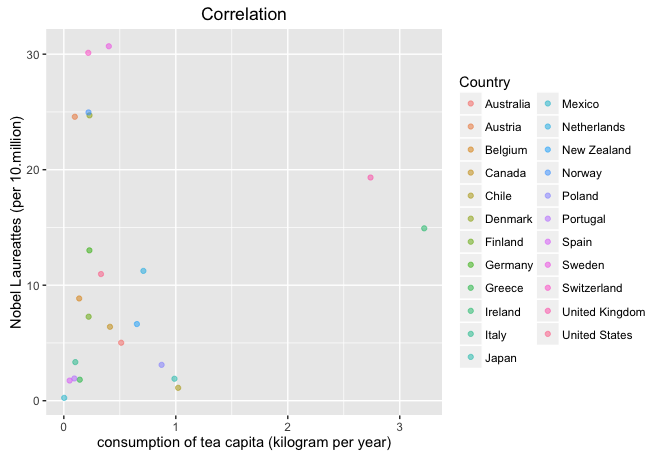 Correlation
30
20
10
0
Nobel Laureattes (per 10.million)
0
1
2
3
consumption of tea capita (kilogram per year)
Country
Australia
Austria
Belgium
Canada
Chile
Denmark
Finland
Germany
Greece
Ireland
Italy
Japan
Mexico
Netherlands
New Zealand
Norway
Poland
Portugal
Spain
Sweden
Switzerland
United Kingdom
United States